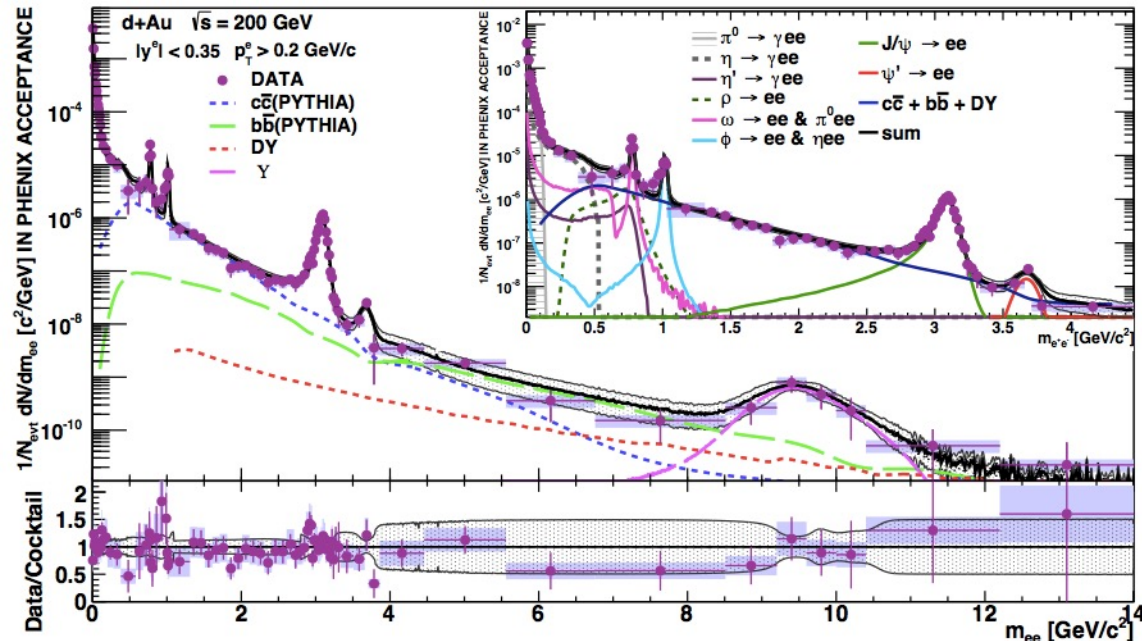 d+Au √s = 200 GeV
|yᵉ| < 0.35 pᵉ_T > 0.2 GeV/c
DATA
cc̄(PYTHIA)
bb̄(PYTHIA)
DY
Υ
1/N_evt dN/dm_ee [c²/GeV] IN PHENIX ACCEPTANCE
10⁻⁴
10⁻⁶
10⁻⁸
10⁻¹⁰
1/N_evt dN/dm_ee [c²/GeV] IN PHENIX ACCEPTANCE
10⁻²
10⁻³
10⁻⁴
10⁻⁵
10⁻⁶
10⁻⁷
10⁻⁸
π⁰ → γee
η → γee
η' → γee
ρ → ee
ω → ee & π⁰ee
φ → ee & ηee
J/ψ → ee
ψ' → ee
cc̄ + bb̄ + DY
sum
0 0.5 1 1.5 2 2.5 3 3.5 4 4.5
m_e⁺e⁻ [GeV/c²]
Data/Cocktail
2
1.5
1
0.5
0
0 2 4 6 8 10 12 14
m_ee [GeV/c²]